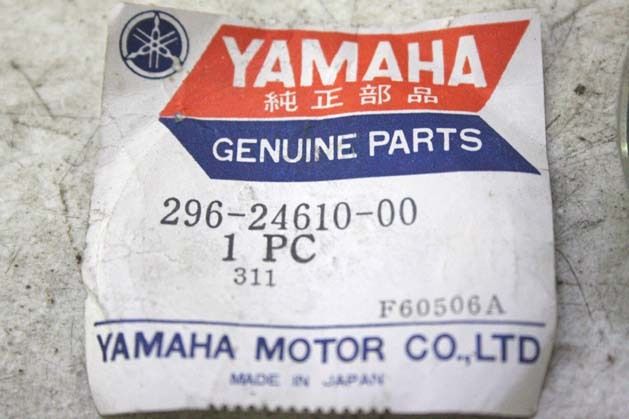 YAMAHA
純正部品
GENUINE PARTS
296-24610-00
1 PC
311
F60506A
YAMAHA MOTOR CO.,LTD
MADE IN JAPAN